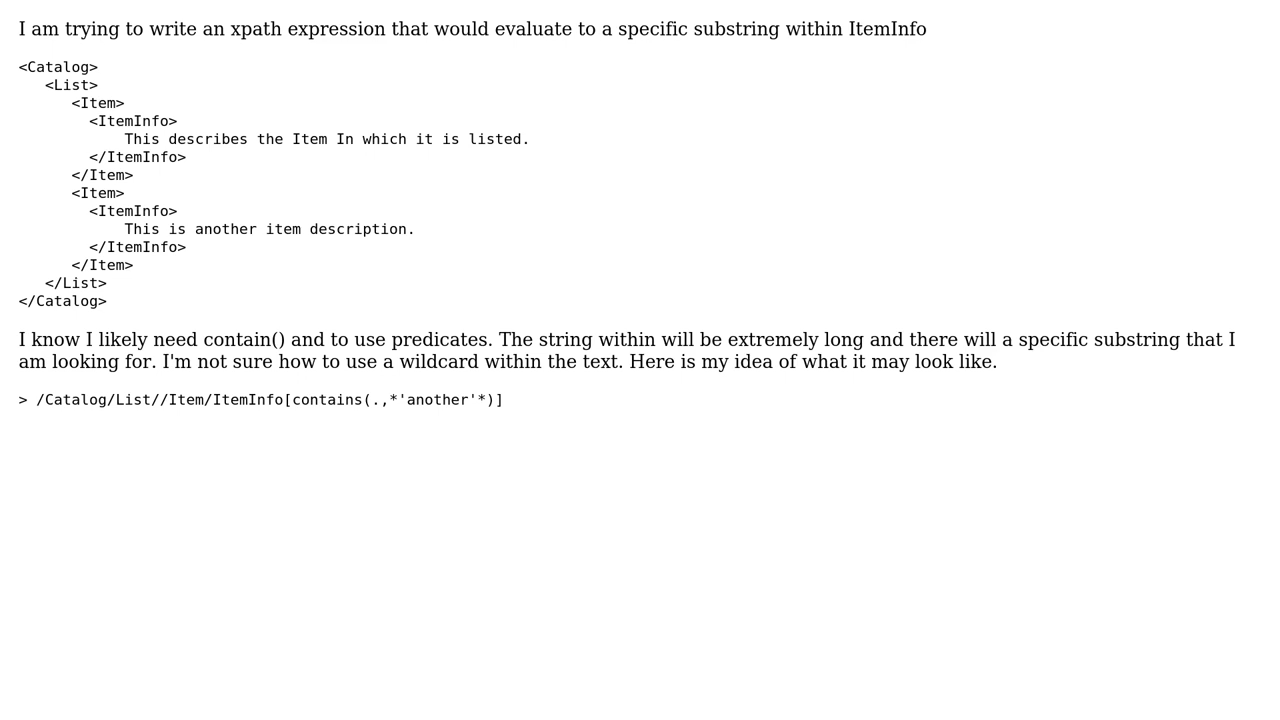 I am trying to write an xpath expression that would evaluate to a specific substring within ItemInfo
<Catalog>
   <List>
      <Item>
        <ItemInfo>
            This describes the Item In which it is listed.
        </ItemInfo>
      </Item>
      <Item>
        <ItemInfo>
            This is another item description.
        </ItemInfo>
      </Item>
   </List>
</Catalog>
I know I likely need contain() and to use predicates. The string within will be extremely long and there will a specific substring that I
am looking for. I'm not sure how to use a wildcard within the text. Here is my idea of what it may look like.
> /Catalog/List//Item/ItemInfo[contains(.,*'another'*)]